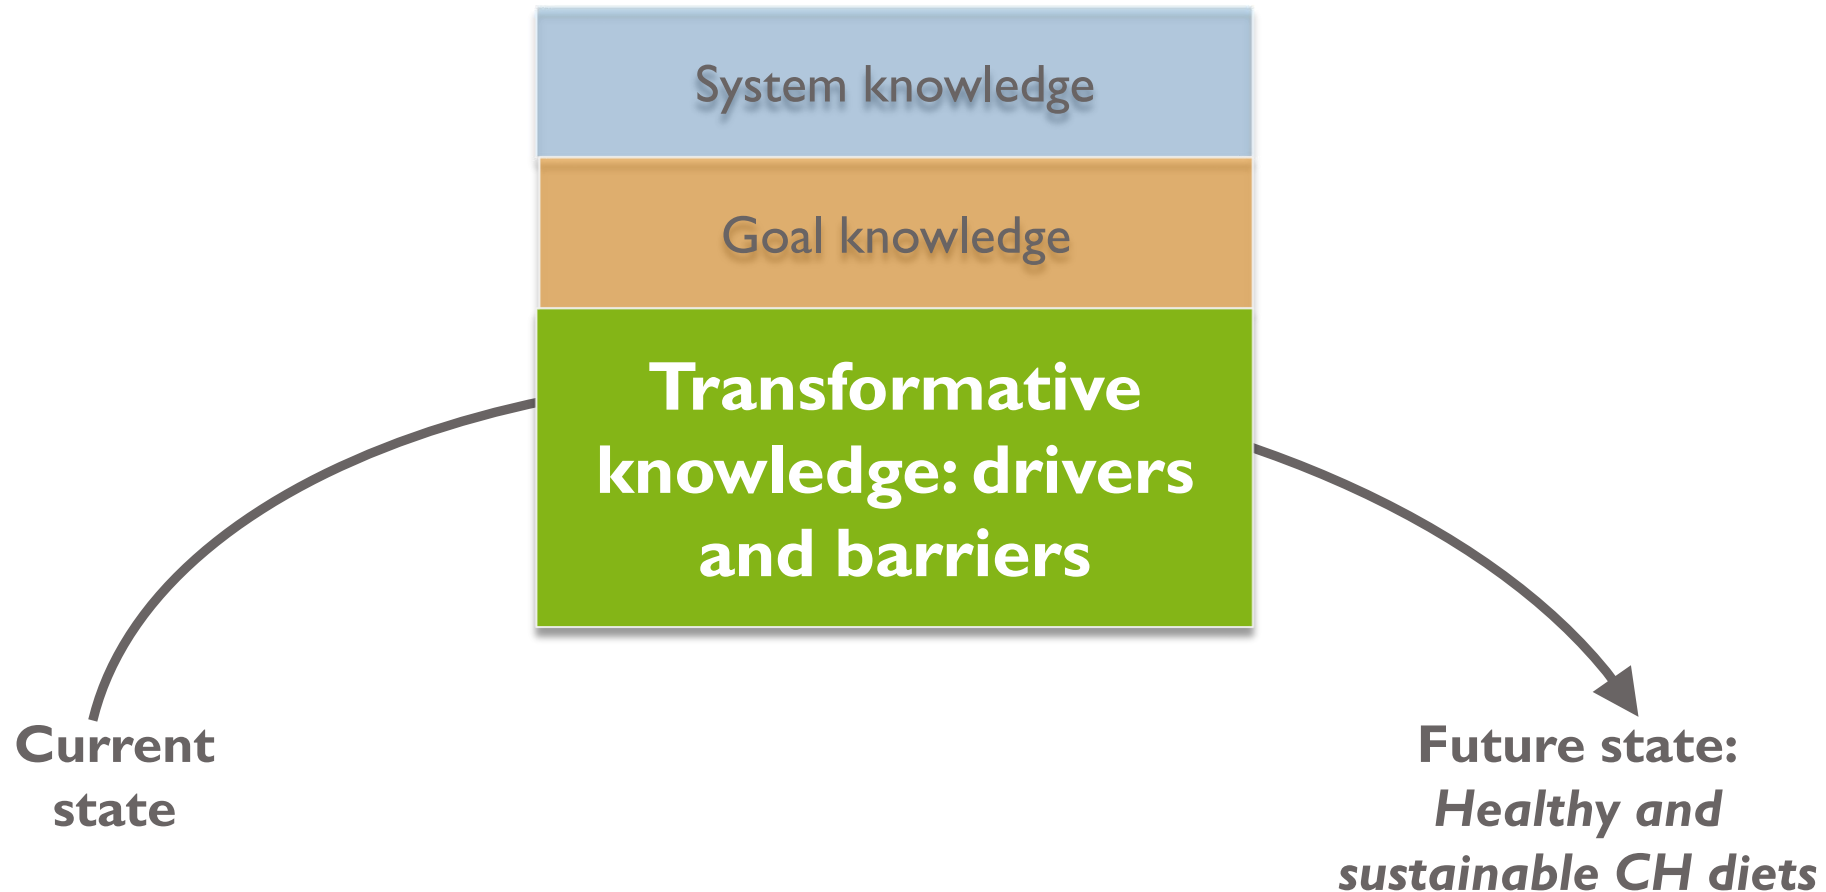 System knowledge
Goal knowledge
Transformative
knowledge: drivers
and barriers
Current
state
Future state:
Healthy and
sustainable CH diets